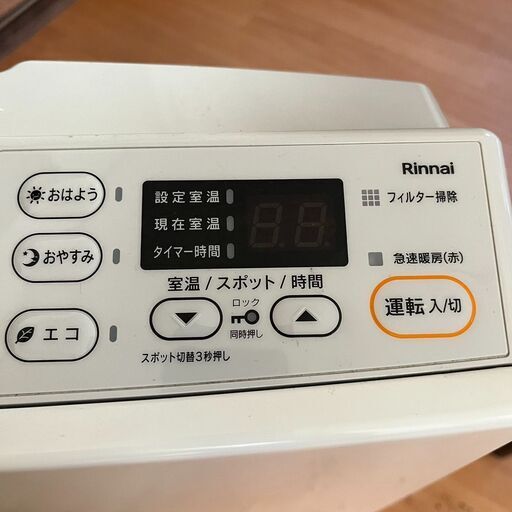 Rinnai
おはよう
おやすみ
エコ
設定室温
現在室温
タイマー時間
室温/スポット/時間
ロック
同時押し
スポット切替3秒押し
フィルター掃除
急速暖房(赤)
運転入/切